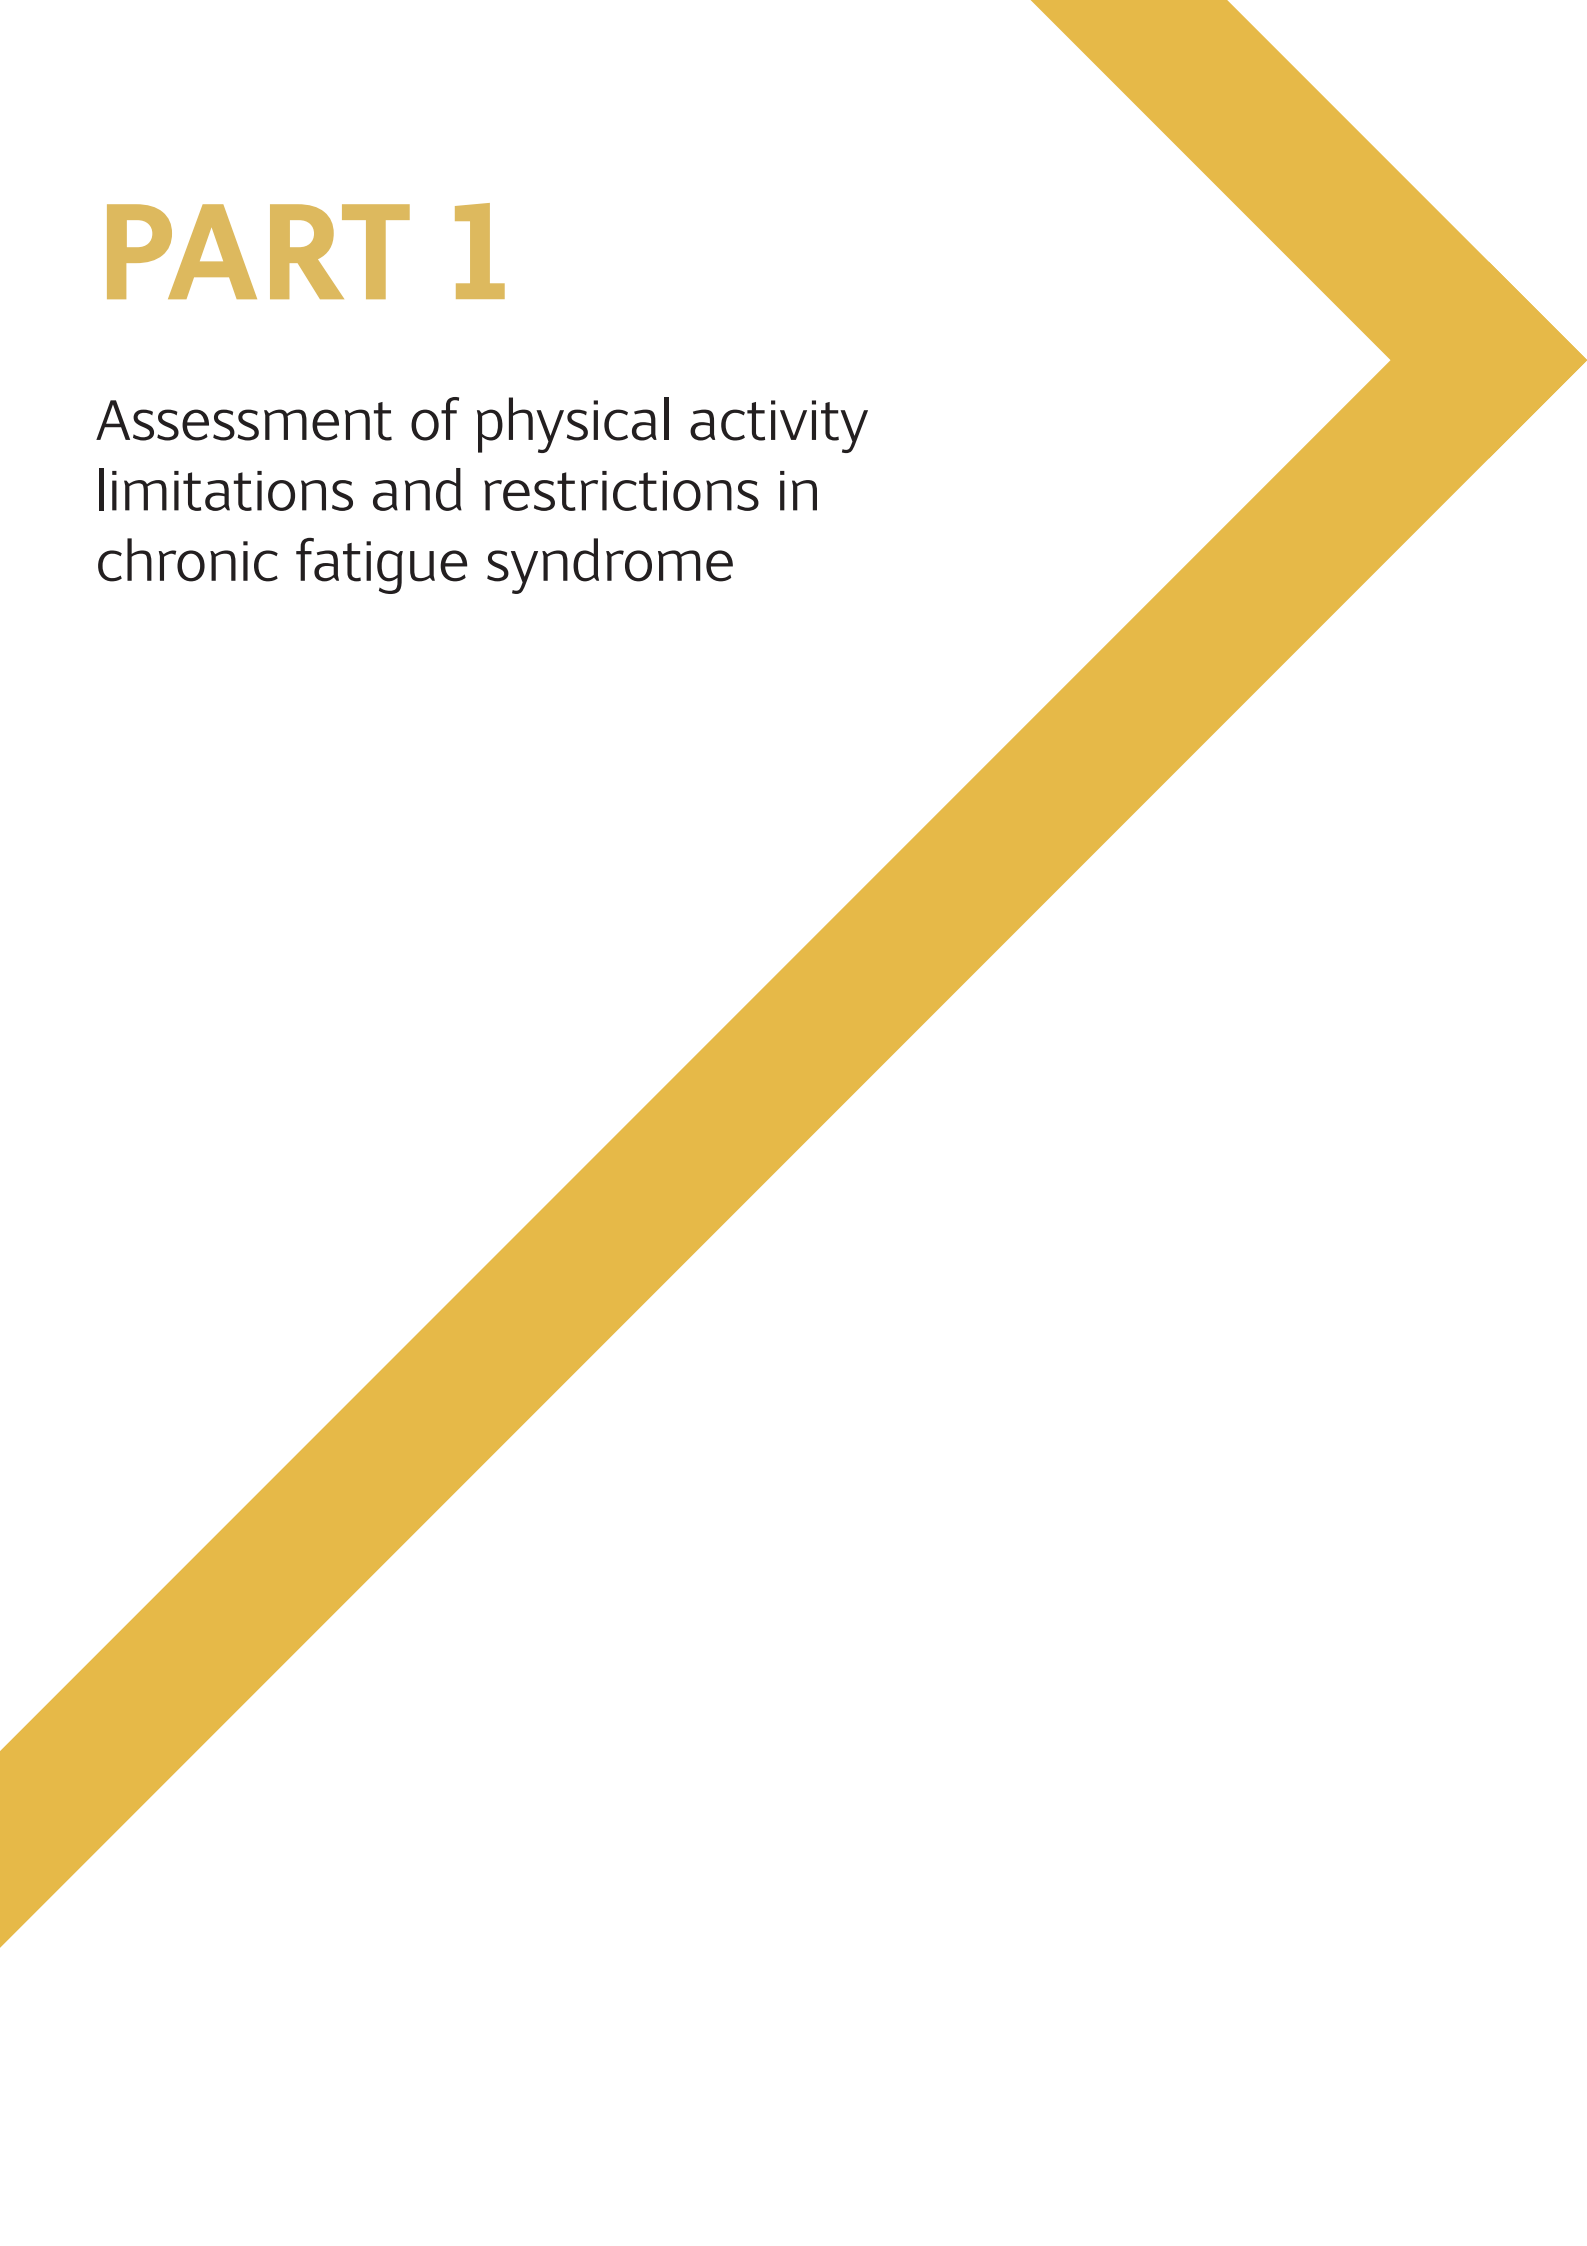 PART 1
Assessment of physical activity
limitations and restrictions in
chronic fatigue syndrome